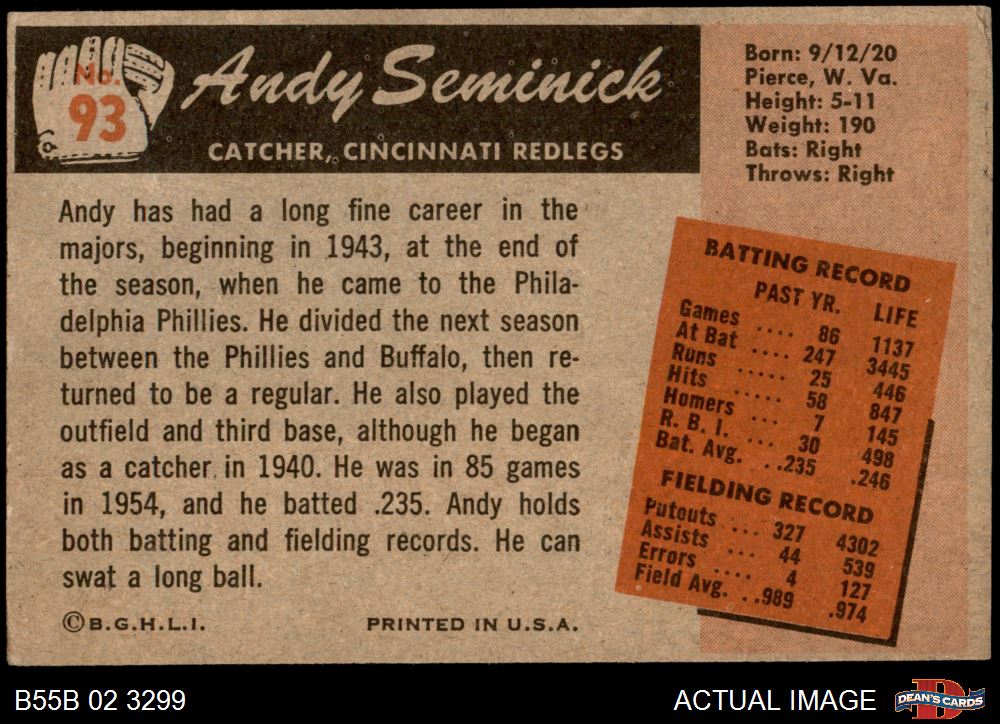 No.
93
Andy Seminick
CATCHER, CINCINNATI REDLEGS
Born: 9/12/20
Pierce, W. Va.
Height: 5-11
Weight: 190
Bats: Right
Throws: Right
Andy has had a long fine career in the
majors, beginning in 1943, at the end of
the season, when he came to the Phila-
delphia Phillies. He divided the next season
between the Phillies and Buffalo, then re-
turned to be a regular. He also played the
outfield and third base, although he began
as a catcher in 1940. He was in 85 games
in 1954, and he batted .235. Andy holds
both batting and fielding records. He can
swat a long ball.
©B.G.H.L.I. PRINTED IN U.S.A.
BATTING RECORD
PAST YR. LIFE
Games .... 86 1137
At Bat .... 247 3445
Runs ..... 25 446
Hits ..... 58 847
Homers ... 7 145
R. B. I. ... 30 498
Bat. Avg. ..235 .246
FIELDING RECORD
Putouts ... 327 4302
Assists ... 44 539
Errors .... 4 127
Field Avg. ..989 .974
B55B 02 3299 ACTUAL IMAGE
D
DEAN'S CARDS